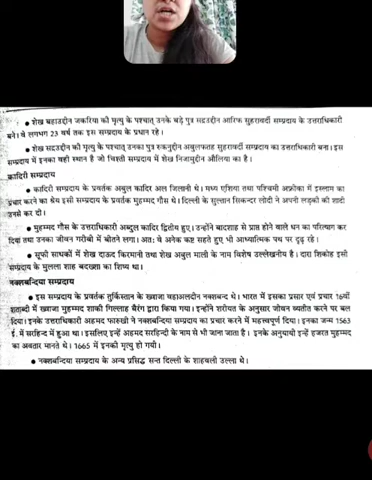 ● शेख बहाउद्दीन जकरिया की मृत्यु के पश्चात् उनके बड़े पुत्र सदरउद्दीन आरिफ सुहरावर्दी सम्प्रदाय के उत्तराधिकारी
बने। वे लगभग 23 वर्ष तक इस सम्प्रदाय के प्रधान रहे।
● शेख सदरउद्दीन की मृत्यु के पश्चात् उनका पुत्र रुकनुद्दीन अबुलफतह सुहरावर्दी सम्प्रदाय का उत्तराधिकारी बना। इस
सम्प्रदाय में इनका वही स्थान है जो चिश्ती सम्प्रदाय में शेख निजामुद्दीन औलिया का है।
कादिरी सम्प्रदाय
● कादिरी सम्प्रदाय के प्रवर्तक अबुल कादिर अल जिलानी थे। मध्य एशिया तथा पश्चिमी अफ्रीका में इस्लाम का
प्रचार करने का श्रेय इस सम्प्रदाय के प्रवर्तक मुहम्मद गौस थे। दिल्ली के सुल्तान सिकन्दर लोदी ने अपनी लड़की की शादी
उनसे कर दी।
● मुहम्मद गौस के उत्तराधिकारी अब्दुल कादिर द्वितीय हुए। उन्होंने बादशाह से प्राप्त होने वाले धन का परित्याग कर
दिया तथा उनका जीवन गरीबी में बीतने लगा। अतः वे अनेक कष्ट सहते हुए भी आध्यात्मिक पथ पर दृढ़ रहे।
● सूफी साधकों में शेख दाऊद किरमानी तथा शेख अबुल माली के नाम विशेष उल्लेखनीय है। दारा शिकोह इसी
सम्प्रदाय के मुल्ला शाह बदख्शा का शिष्य था।
नक्शबन्दिया सम्प्रदाय
● इस सम्प्रदाय के प्रवर्तक तुर्किस्तान के ख्वाजा वहाअलदीन नक्शबन्द थे। भारत में इसका प्रसार एवं प्रचार 16वीं
शताब्दी में ख्वाजा मुहम्मद शाकी गिल्लाह बैरंग द्वारा किया गया। इन्होंने शरीयत के अनुसार जीवन व्यतीत करने पर बल
दिया। इनके उत्तराधिकारी अहमद फारुखी ने नक्शबन्दिया सम्प्रदाय का प्रचार करने में महत्त्वपूर्ण दिया। इनका जन्म 1563
ई. में सरहिन्द में हुआ था। इसलिए इन्हें अहमद सरहिन्दी के नाम से भी जाना जाता है। इनके अनुयायी इन्हें हजरत मुहम्मद
का अवतार मानते थे। 1665 में इनकी मृत्यु हो गयी।
● नक्शबन्दिया सम्प्रदाय के अन्य प्रसिद्ध सन्त दिल्ली के शाहवली उल्ला थे।